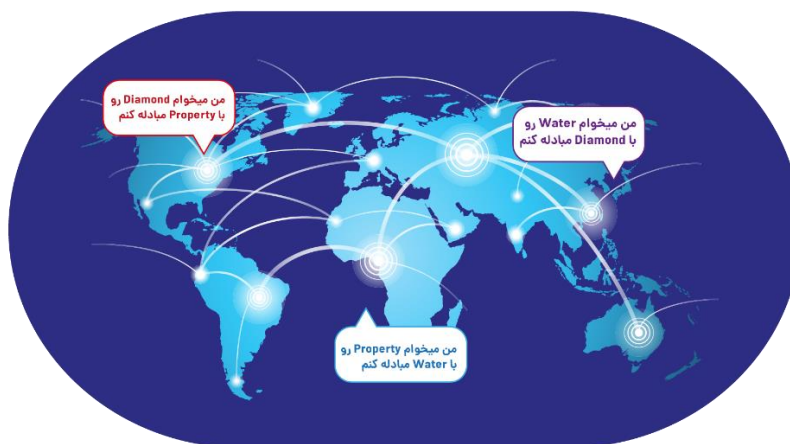 من میخوام Diamond رو
با Property مبادله کنم
من میخوام Water رو
با Diamond مبادله کنم
من میخوام Property رو
با Water مبادله کنم